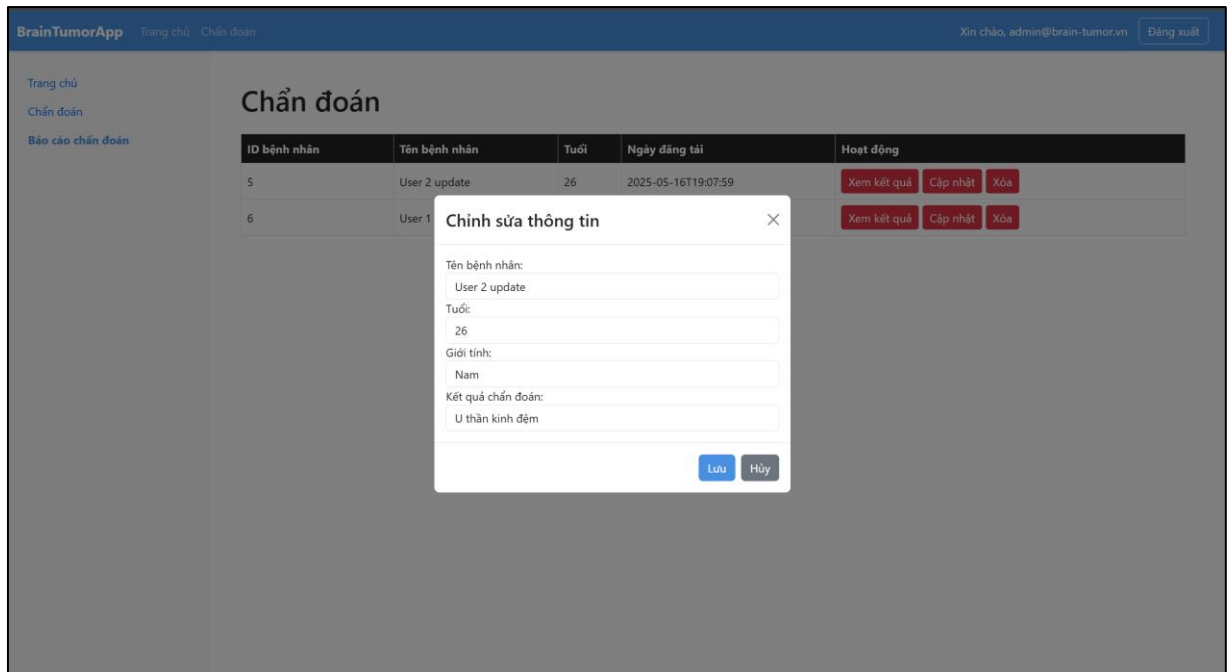 BrainTumorApp Trang chủ Chẩn đoán Xin chào, admin@brain-tumor.vn Đăng xuất
Trang chủ
Chẩn đoán
Báo cáo chẩn đoán
Chẩn đoán
ID bệnh nhân Tên bệnh nhân Tuổi Ngày đăng tải Hoạt động
5 User 2 update 26 2025-05-16T19:07:59 Xem kết quả Cập nhật Xóa
6 User 1 Xem kết quả Cập nhật Xóa
Chỉnh sửa thông tin
Tên bệnh nhân:
User 2 update
Tuổi:
26
Giới tính:
Nam
Kết quả chẩn đoán:
U thần kinh đệm
Lưu Hủy